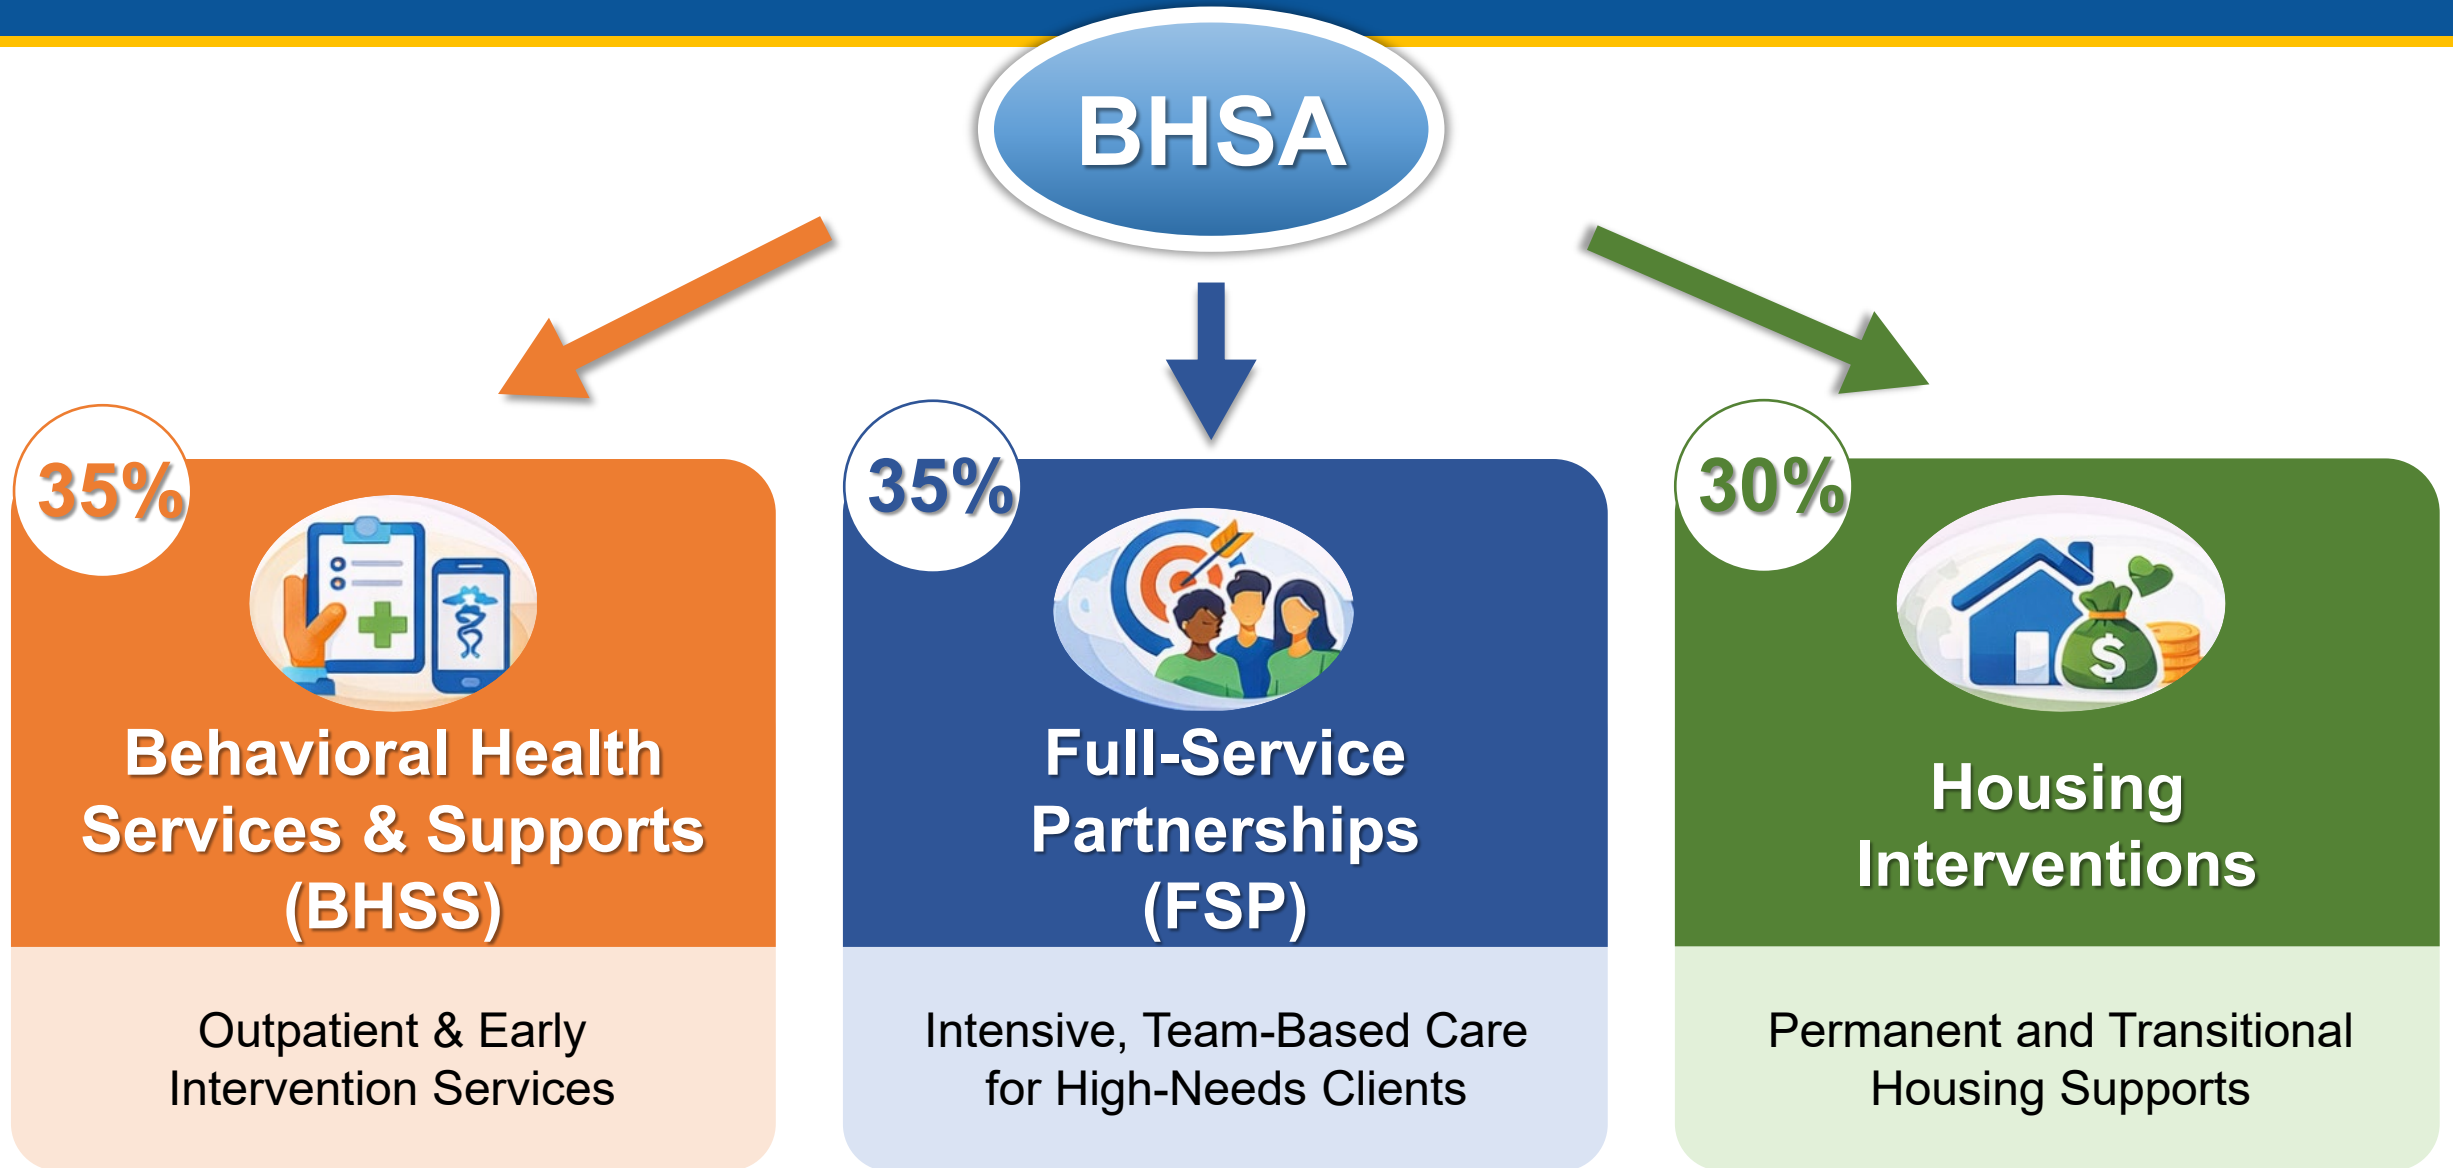 BHSA
35%
Behavioral Health
Services & Supports
(BHSS)
Outpatient & Early
Intervention Services
35%
Full-Service
Partnerships
(FSP)
Intensive, Team-Based Care
for High-Needs Clients
30%
$
Housing
Interventions
Permanent and Transitional
Housing Supports